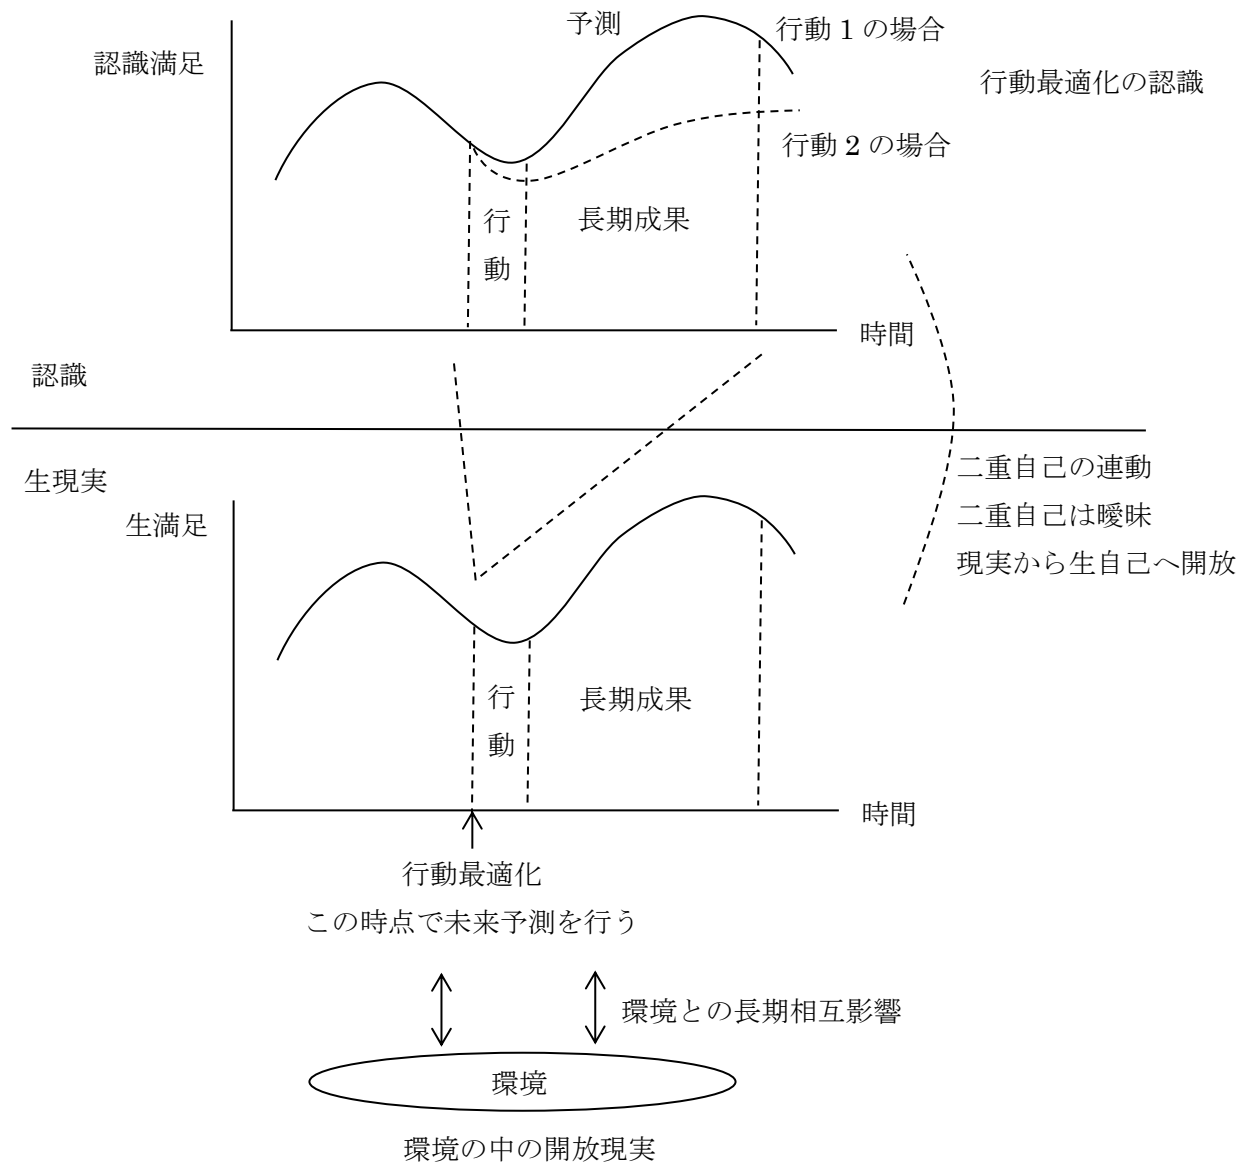 予測
行動 1 の場合
認識満足
行動最適化の認識
行動 2 の場合
行
動
長期成果
時間
認識
生現実
二重自己の連動
二重自己は曖昧
現実から生自己へ開放
生満足
行
動
長期成果
時間
行動最適化
この時点で未来予測を行う
環境との長期相互影響
環境
環境の中の開放現実